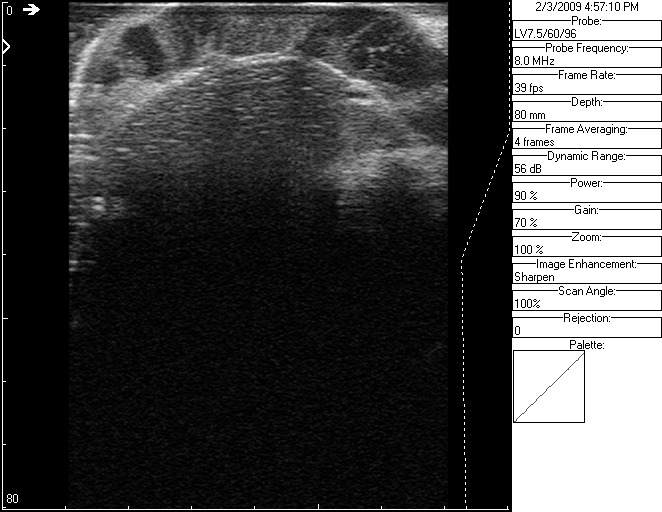 0
80
2/3/2009 4:57:10 PM
Probe:
LV7.5/60/96
Probe Frequency:
8.0 MHz
Frame Rate:
39 fps
Depth:
80 mm
Frame Averaging:
4 frames
Dynamic Range:
56 dB
Power:
90 %
Gain:
70 %
Zoom:
100 %
Image Enhancement:
Sharpen
Scan Angle:
100%
Rejection:
0
Palette: